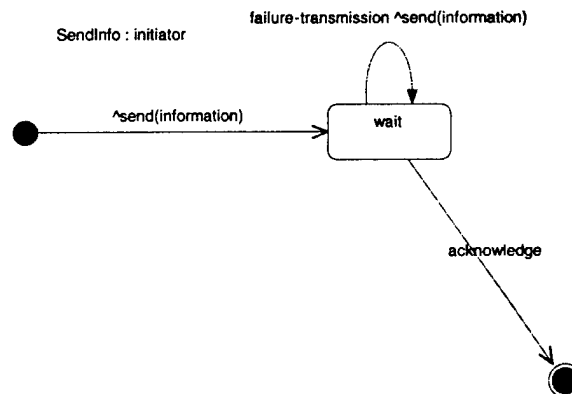 failure-transmission ^send(information)
SendInfo : initiator
^send(information)
wait
acknowledge